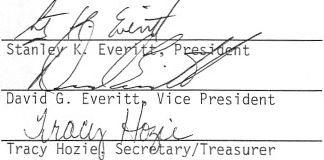 Stanley K. Everitt, President
David G. Everitt, Vice President
Tracy Hozie
Tracy Hozie, Secretary/Treasurer